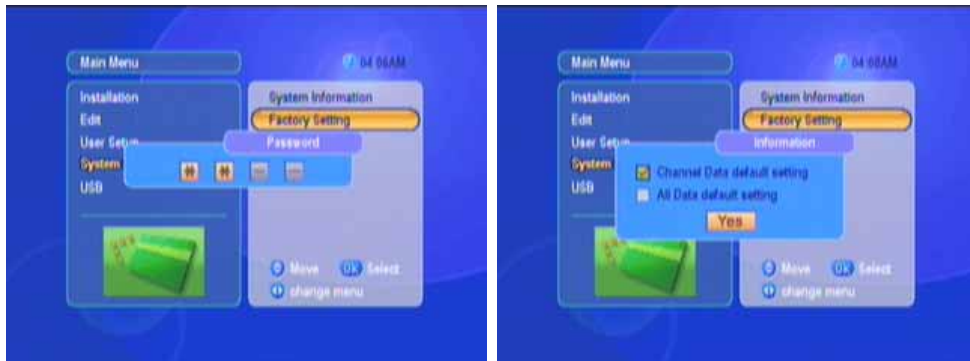 Main Menu
04 06AM
Installation
Edit
User Setup
System
USB
System Information
Factory Setting
Password
* * - -
Move OK Select
change menu
Main Menu
Installation
Edit
User Setup
System
USB
System Information
Factory Setting
Information
Channel Data default setting
All Data default setting
Yes
Move OK Select
change menu